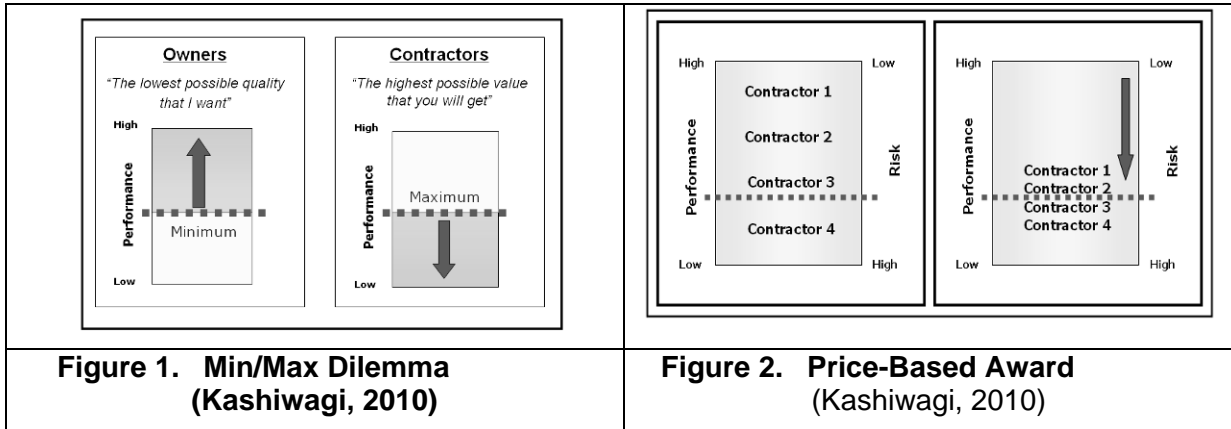 Owners
"The lowest possible quality
that I want"
High
Performance
Minimum
Low
Contractors
"The highest possible value
that you will get"
High
Performance
Maximum
Low
Figure 1. Min/Max Dilemma
(Kashiwagi, 2010)
High
Low
Contractor 1
Contractor 2
Contractor 3
Contractor 4
Performance
Risk
Low
High
High
Low
Contractor 1
Contractor 2
Contractor 3
Contractor 4
Performance
Risk
Low
High
Figure 2. Price-Based Award
(Kashiwagi, 2010)